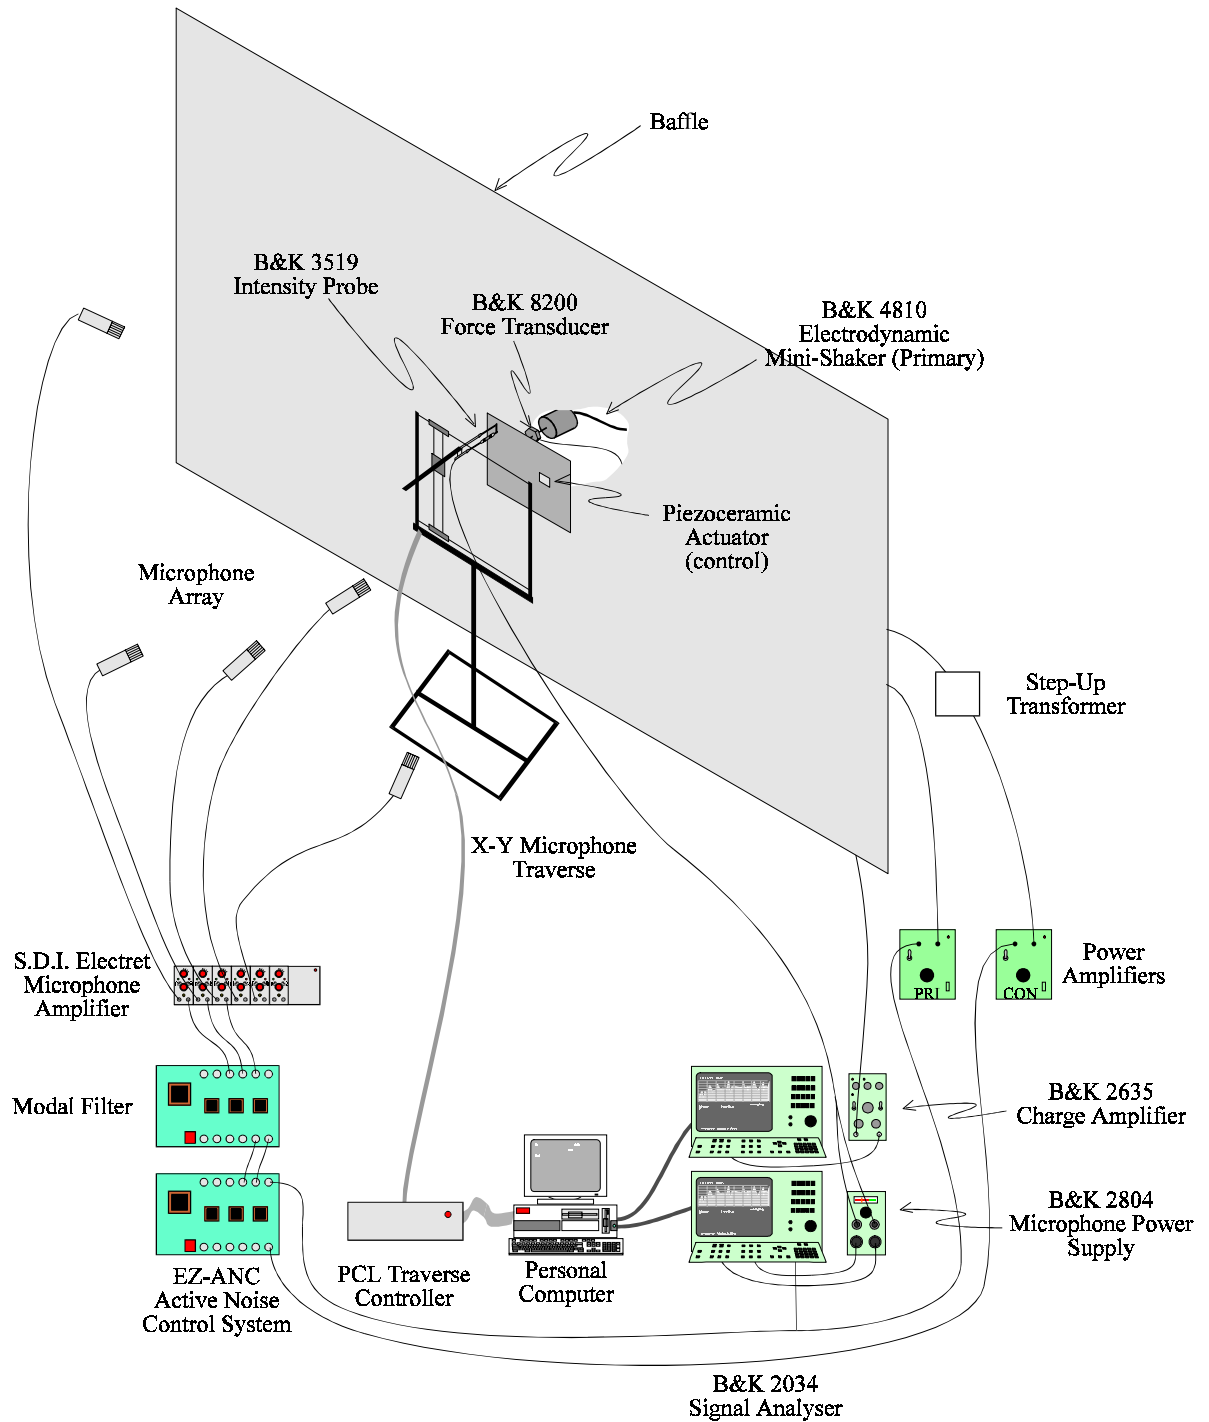 Baffle
B&K 3519
Intensity Probe
B&K 8200
Force Transducer
B&K 4810
Electrodynamic
Mini-Shaker (Primary)
Piezoceramic
Actuator
(control)
Microphone
Array
Step-Up
Transformer
X-Y Microphone
Traverse
S.D.I. Electret
Microphone
Amplifier
PRI
CON
Power
Amplifiers
Modal Filter
B&K 2635
Charge Amplifier
B&K 2804
Microphone Power
Supply
EZ-ANC
Active Noise
Control System
PCL Traverse
Controller
Personal
Computer
B&K 2034
Signal Analyser